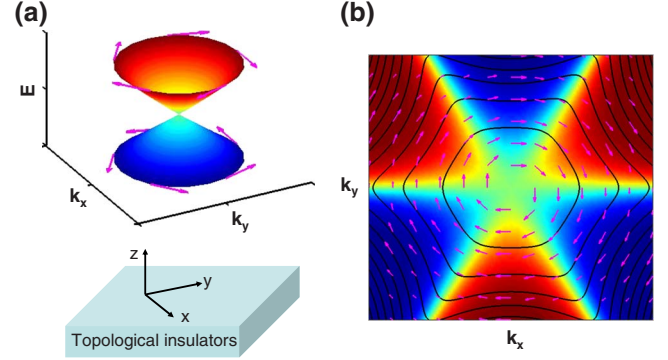 (a)
E
k_x
k_y
z
y
x
Topological insulators
(b)
k_y
k_x